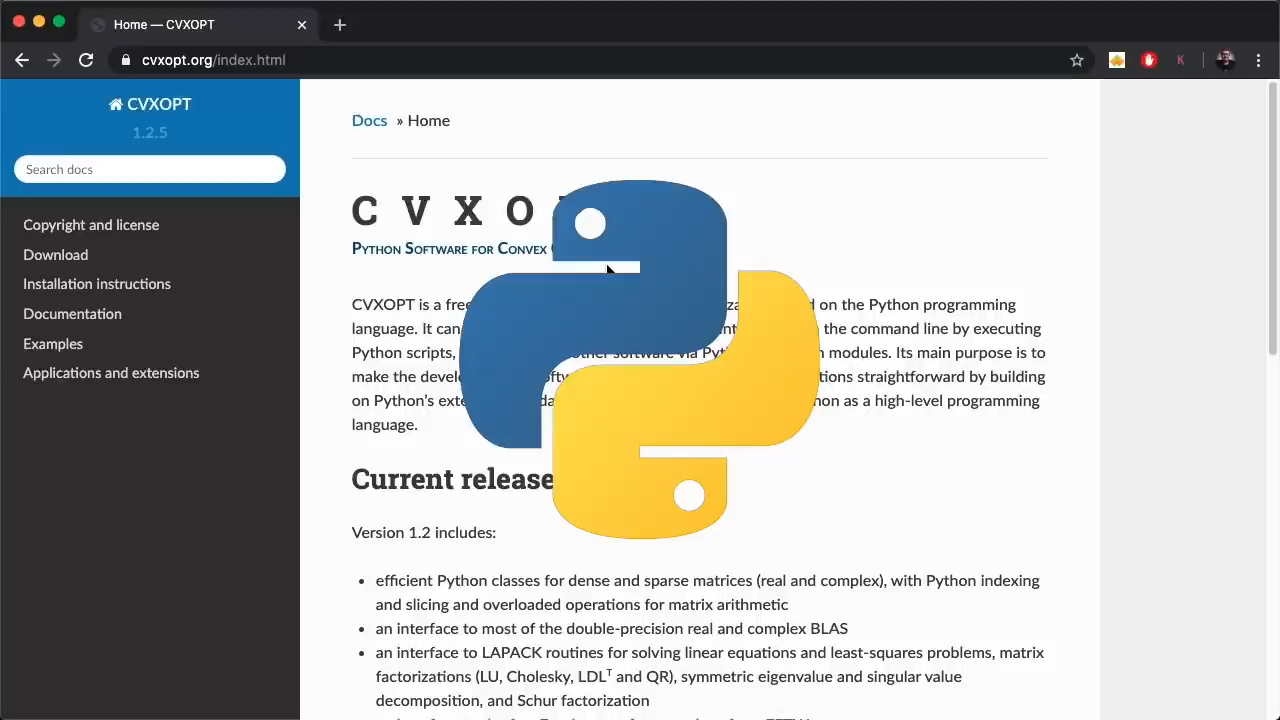 Home — CVXOPT
cvxopt.org/index.html
K
CVXOPT
1.2.5
Search docs
Copyright and license
Download
Installation instructions
Documentation
Examples
Applications and extensions
Docs » Home
C V X O
Python Software for Convex
CVXOPT is a free on the Python programming
language. It can the command line by executing
Python scripts, other software via modules. Its main purpose is to
make the straightforward by building
on Python's as a high-level programming
language.
Current release
Version 1.2 includes:
• efficient Python classes for dense and sparse matrices (real and complex), with Python indexing
and slicing and overloaded operations for matrix arithmetic
• an interface to most of the double-precision real and complex BLAS
• an interface to LAPACK routines for solving linear equations and least-squares problems, matrix
factorizations (LU, Cholesky, LDLᵀ and QR), symmetric eigenvalue and singular value
decomposition, and Schur factorization